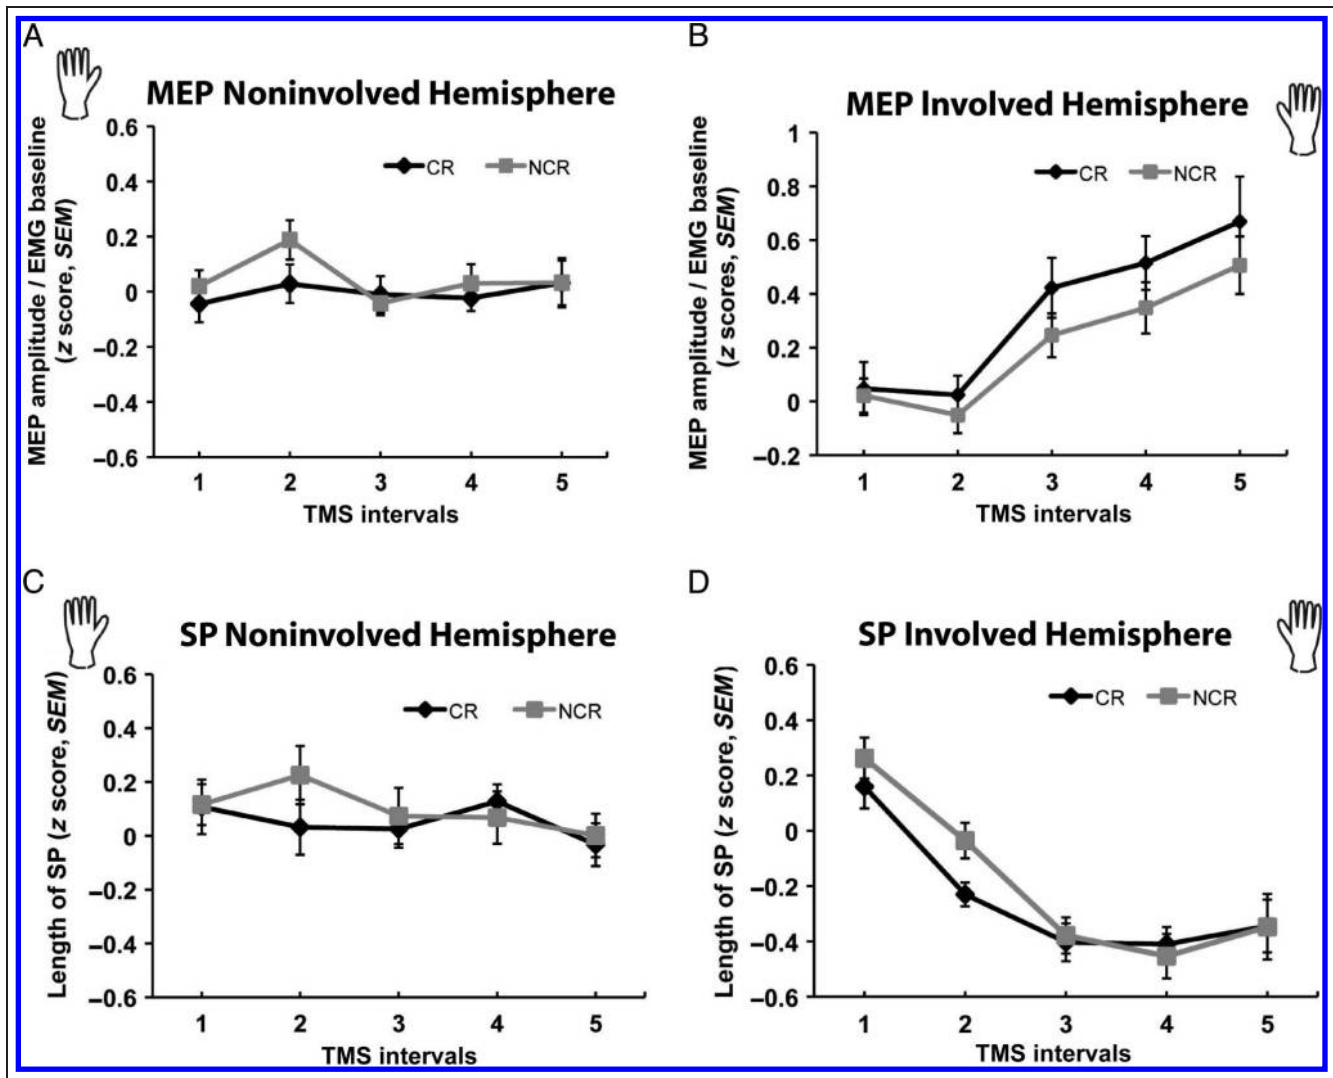 A
MEP Noninvolved Hemisphere
MEP amplitude / EMG baseline
(z score, SEM)
0.6
0.4
0.2
0
–0.2
–0.4
–0.6
CR
NCR
1 2 3 4 5
TMS intervals
B
MEP Involved Hemisphere
MEP amplitude / EMG baseline
(z scores, SEM)
1
0.8
0.6
0.4
0.2
0
–0.2
CR
NCR
1 2 3 4 5
TMS intervals
C
SP Noninvolved Hemisphere
Length of SP (z score, SEM)
0.6
0.4
0.2
0
–0.2
–0.4
–0.6
CR
NCR
1 2 3 4 5
TMS intervals
D
SP Involved Hemisphere
Length of SP (z score, SEM)
0.6
0.4
0.2
0
–0.2
–0.4
–0.6
CR
NCR
1 2 3 4 5
TMS intervals